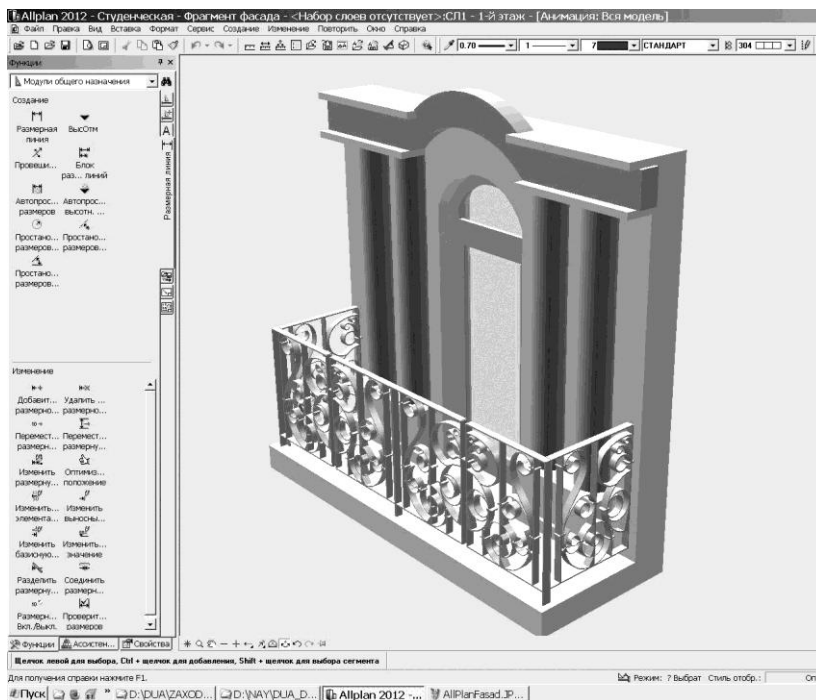 Allplan 2012 - Студенческая - Фрагмент фасада - <Набор слоев отсутствует>:СЛ1 - 1-й этаж - [Анимация: Вся модель]
Файл Правка Вид Вставка Формат Сервис Создание Изменение Повторить Окно Справка
0.70 1 7 СТАНДАРТ 304
Функции
Модули общего назначения
Создание
Размерная линия
ВысОтм
Провеши...
Блок раз... линий
Автопрос... размеров
Автопрос... высотн. ...
Простано... размеров...
Простано... размеров...
Простано... размеров...
A
Размерная линия
Изменение
Добавит... размерно...
Удалить ... размерно...
Перемест... размерн...
Перемест... размерну...
Изменить размерну...
Оптимиз... положение
Изменить... элемента...
Изменить выносны...
Изменить базисную...
Изменить... значение
Разделить размерну...
Соединить размерн...
Размерн... Вкл./Выкл.
Проверит... размеров
Функции Ассистен... Свойства
Щелчок левой для выбора, Ctrl + щелчок для добавления, Shift + щелчок для выбора сегмента
Для получения справки нажмите F1.
Режим: ? Выбрат Стиль отобр.: Оп
Пуск » D:\DUA\ZAXOD... D:\NAY\DUA_D... Allplan 2012 -... AllPlanFasad.JP...